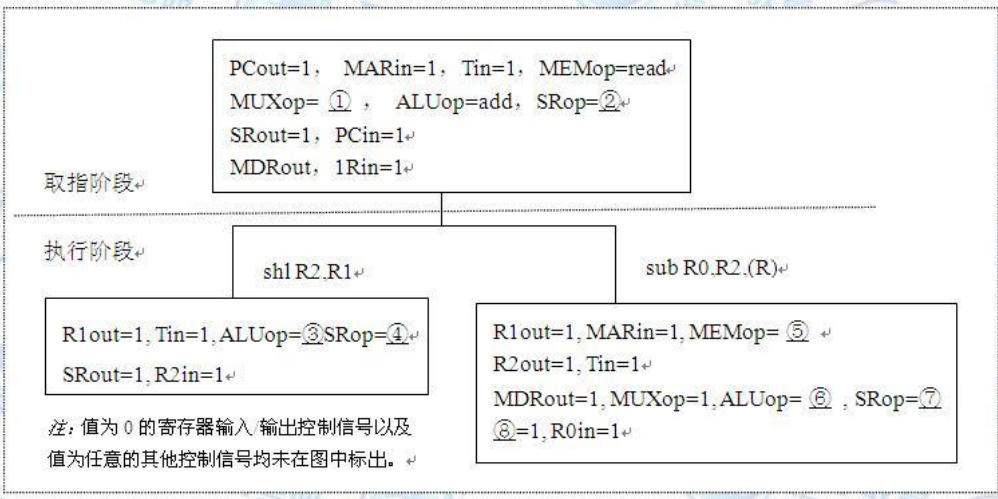 PCout=1, MARin=1, Tin=1, MEMop=read
MUXop= ① , ALUop=add, SRop=②
SRout=1, PCin=1
MDRout, 1Rin=1
取指阶段
执行阶段
shl R2,R1
sub R0,R2,(R)
R1out=1, Tin=1, ALUop=③SRop=④
SRout=1, R2in=1
R1out=1, MARin=1, MEMop= ⑤
R2out=1, Tin=1
MDRout=1, MUXop=1, ALUop= ⑥ , SRop=⑦
⑧=1, R0in=1
注:值为 0 的寄存器输入/输出控制信号以及
值为任意的其他控制信号均未在图中标出。